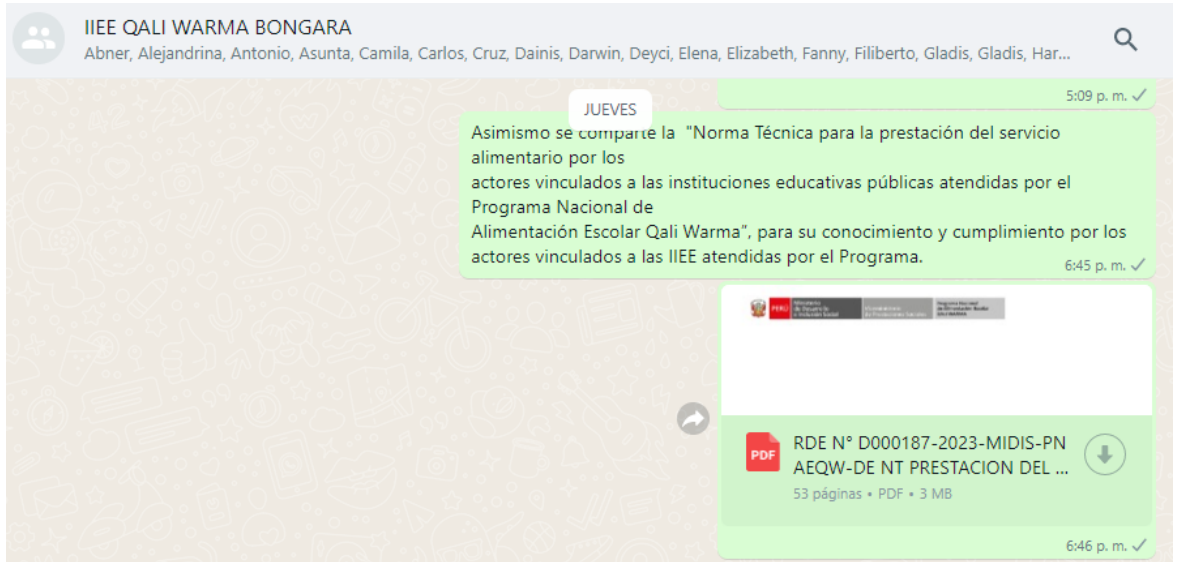 IIEE QALI WARMA BONGARA
Abner, Alejandrina, Antonio, Asunta, Camila, Carlos, Cruz, Dainis, Darwin, Deyci, Elena, Elizabeth, Fanny, Filiberto, Gladis, Gladis, Har...
5:09 p. m.
JUEVES
Asimismo se comparte la "Norma Técnica para la prestación del servicio
alimentario por los
actores vinculados a las instituciones educativas públicas atendidas por el
Programa Nacional de
Alimentación Escolar Qali Warma", para su conocimiento y cumplimiento por los
actores vinculados a las IIEE atendidas por el Programa.
6:45 p. m.
PERÚ
PDF
RDE N° D000187-2023-MIDIS-PN
AEQW-DE NT PRESTACION DEL ...
53 páginas • PDF • 3 MB
6:46 p. m.